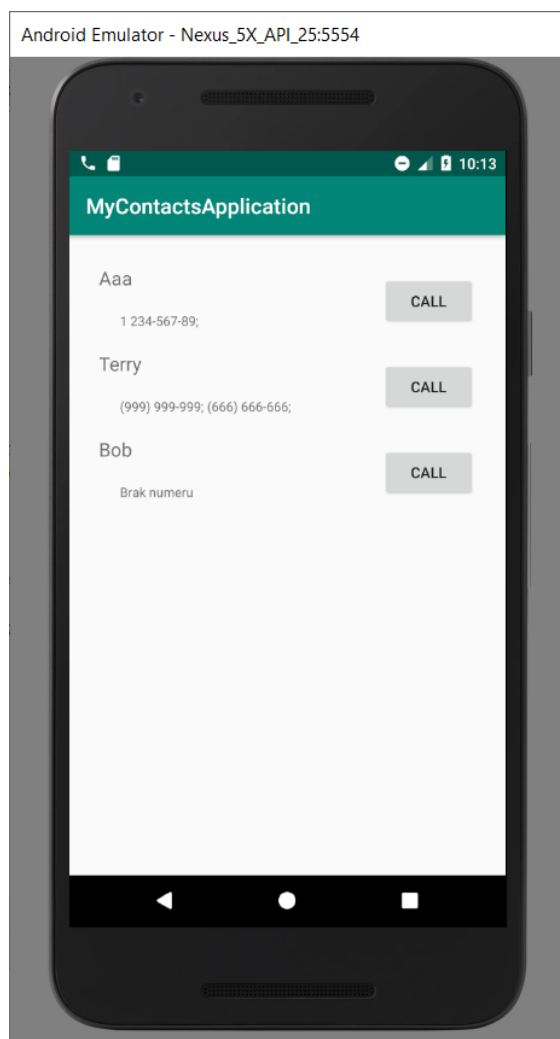 Android Emulator - Nexus_5X_API_25:5554
10:13
MyContactsApplication
Aaa
CALL
1 234-567-89;
Terry
CALL
(999) 999-999; (666) 666-666;
Bob
CALL
Brak numeru